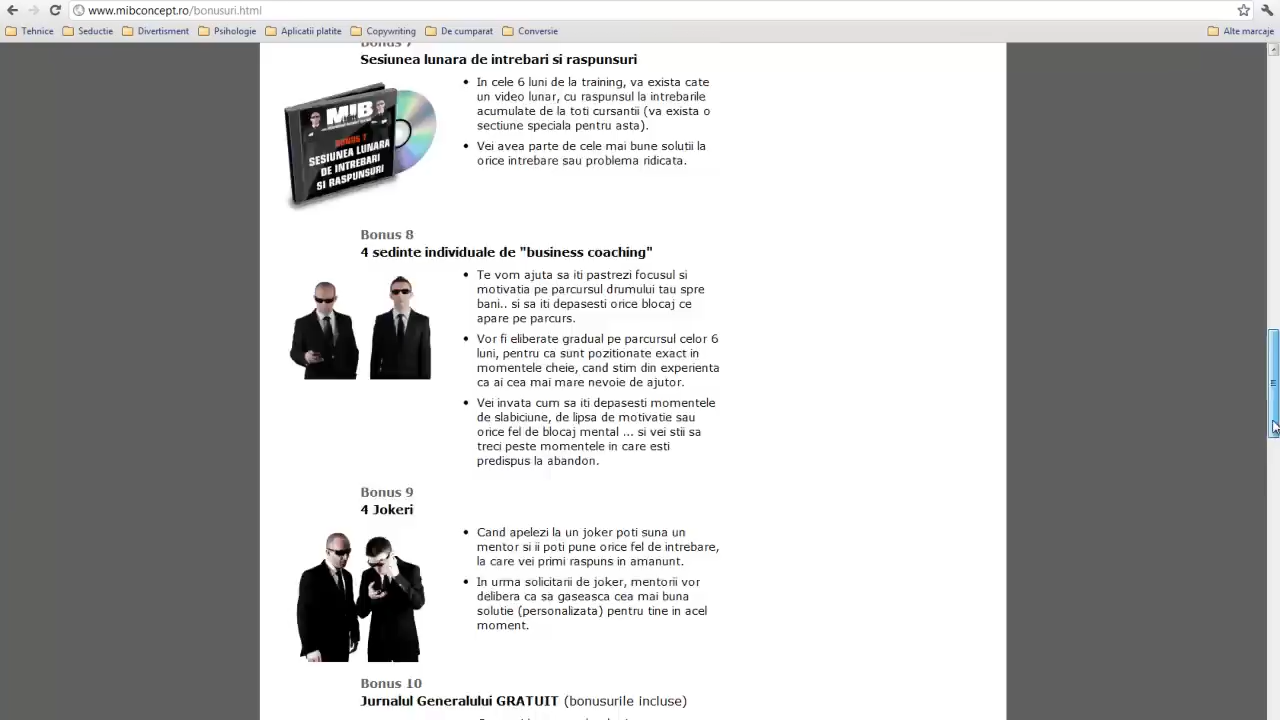 www.mibconcept.ro/bonusuri.html
Tehnice Seductie Divertisment Psihologie Aplicatii platite Copywriting De cumparat Conversie Alte marcaje
Bonus 7
Sesiunea lunara de intrebari si raspunsuri
In cele 6 luni de la training, va exista cate
un video lunar, cu raspunsul la intrebarile
acumulate de la toti cursantii (va exista o
sectiune speciala pentru asta).
Vei avea parte de cele mai bune solutii la
orice intrebare sau problema ridicata.
MIB
BONUS 7
SESIUNEA LUNARA
DE INTREBARI
SI RASPUNSURI
Bonus 8
4 sedinte individuale de "business coaching"
Te vom ajuta sa iti pastrezi focusul si
motivatia pe parcursul drumului tau spre
bani.. si sa iti depasesti orice blocaj ce
apare pe parcurs.
Vor fi eliberate gradual pe parcursul celor 6
luni, pentru ca sunt pozitionate exact in
momentele cheie, cand stim din experienta
ca ai cea mai mare nevoie de ajutor.
Vei invata cum sa iti depasesti momentele
de slabiciune, de lipsa de motivatie sau
orice fel de blocaj mental ... si vei stii sa
treci peste momentele in care esti
predispus la abandon.
Bonus 9
4 Jokeri
Cand apelezi la un joker poti suna un
mentor si ii poti pune orice fel de intrebare,
la care vei primi raspuns in amanunt.
In urma solicitarii de joker, mentorii vor
delibera ca sa gaseasca cea mai buna
solutie (personalizata) pentru tine in acel
moment.
Bonus 10
Jurnalul Generalului GRATUIT (bonusurile incluse)